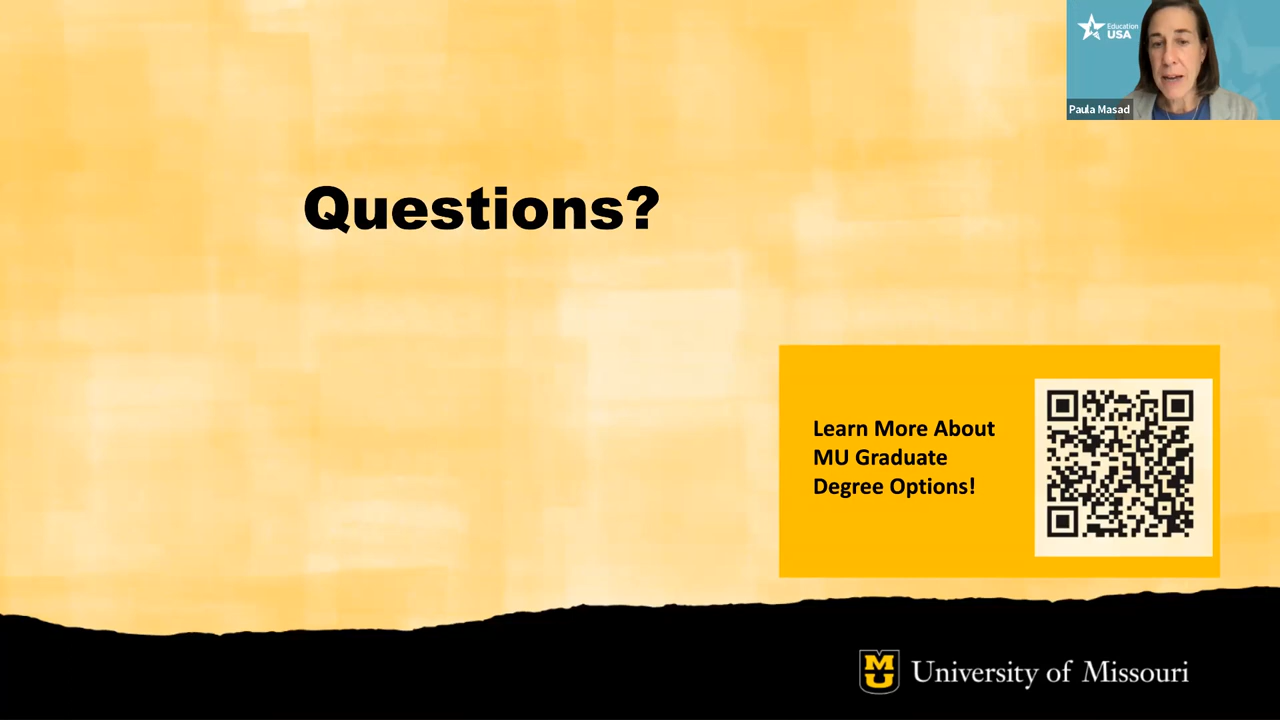 Education
USA
Paula Masad
Questions?
Learn More About
MU Graduate
Degree Options!
MU
University of Missouri